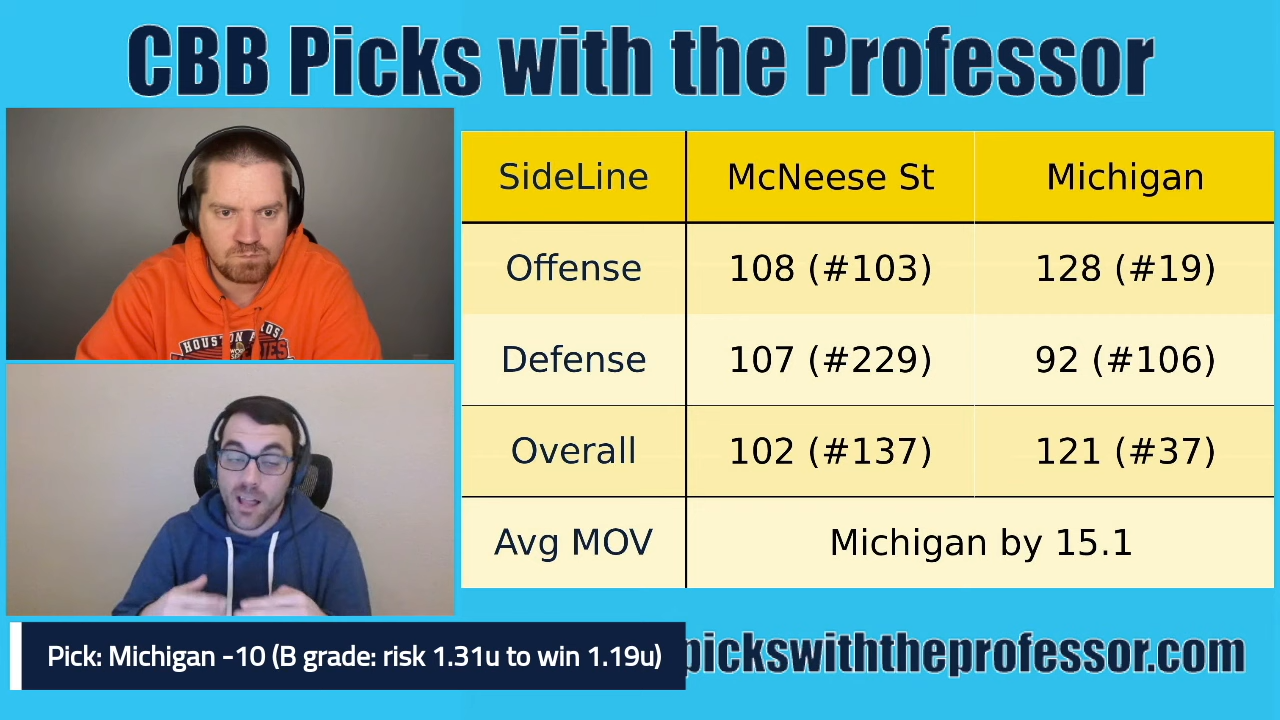 CBB Picks with the Professor
SideLine McNeese St Michigan
Offense 108 (#103) 128 (#19)
Defense 107 (#229) 92 (#106)
Overall 102 (#137) 121 (#37)
Avg MOV Michigan by 15.1
HOUSTON
Pick: Michigan -10 (B grade: risk 1.31u to win 1.19u)
pickswiththeprofessor.com